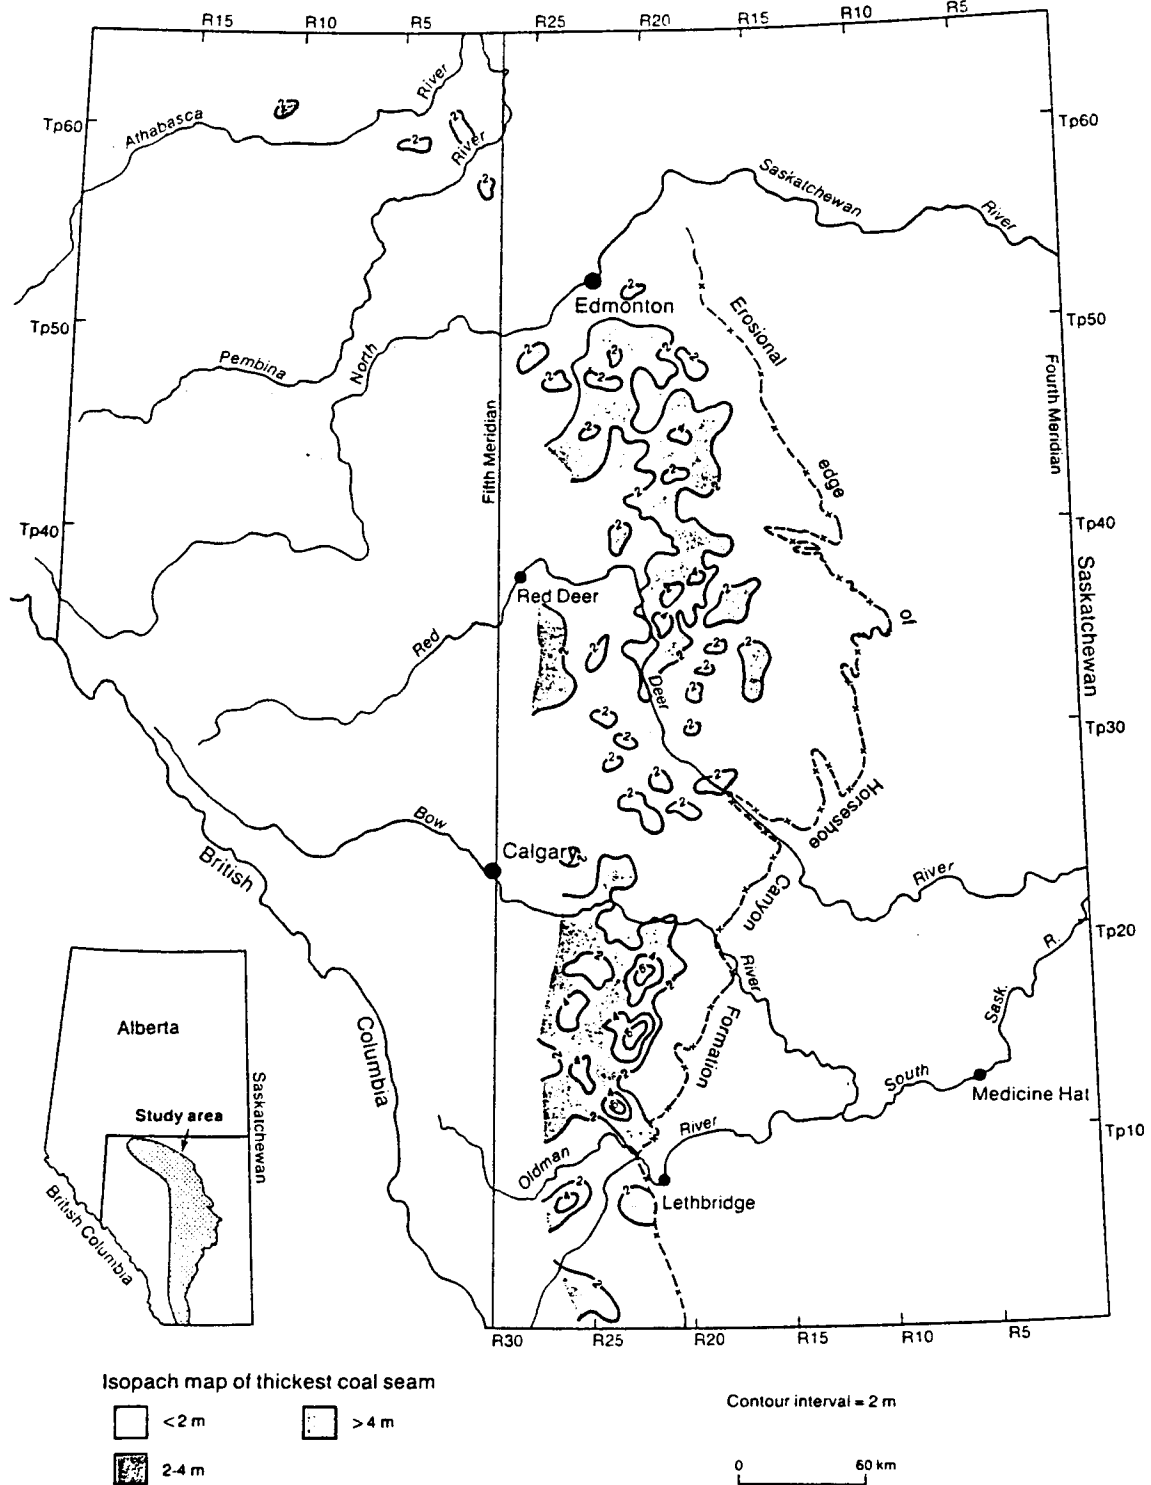 R15 R10 R5 R25 R20 R15 R10 R5
Tp60
Athabasca River
River
Tp60
Saskatchewan River
Edmonton
Erosional edge of Horseshoe Canyon Formation
Tp50
Tp50
Pembina
North
Fifth Meridian
Fourth Meridian
Tp40
Tp40
Saskatchewan
Red Deer
Red
Deer
Tp30
Bow
Calgary
River
British Columbia
Tp20
River
R.
Sask.
South
Medicine Hat
Tp10
River
Oldman
Lethbridge
R30 R25 R20 R15 R10 R5
Alberta
Saskatchewan
Study area
British Columbia
Isopach map of thickest coal seam
<2 m
>4 m
2-4 m
Contour interval = 2 m
0 60 km